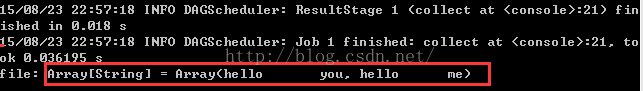 15/08/23 22:57:18 INFO DAGScheduler: ResultStage 1 (collect at <console>:21) fin
ished in 0.018 s
15/08/23 22:57:18 INFO DAGScheduler: Job 1 finished: collect at <console>:21, to
ok 0.036195 s
http://blog.csdn.net/
file: Array[String] = Array(hello       you, hello      me)